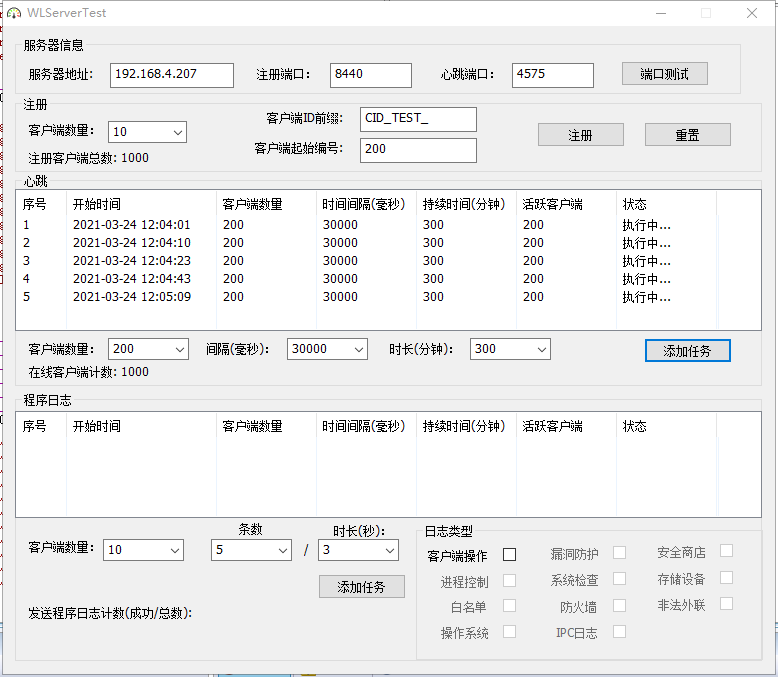 WLServerTest
服务器信息
服务器地址: 192.168.4.207 注册端口: 8440 心跳端口: 4575 端口测试
注册
客户端数量: 10 客户端ID前缀: CID_TEST_ 注册 重置
注册客户端总数: 1000 客户端起始编号: 200
心跳
序号 开始时间 客户端数量 时间间隔(毫秒) 持续时间(分钟) 活跃客户端 状态
1 2021-03-24 12:04:01 200 30000 300 200 执行中...
2 2021-03-24 12:04:10 200 30000 300 200 执行中...
3 2021-03-24 12:04:23 200 30000 300 200 执行中...
4 2021-03-24 12:04:43 200 30000 300 200 执行中...
5 2021-03-24 12:05:09 200 30000 300 200 执行中...
客户端数量: 200 间隔(毫秒): 30000 时长(分钟): 300 添加任务
在线客户端计数: 1000
程序日志
序号 开始时间 客户端数量 时间间隔(毫秒) 持续时间(分钟) 活跃客户端 状态
条数 时长(秒):
客户端数量: 10 5 / 3
添加任务
发送程序日志计数(成功/总数):
日志类型
客户端操作 漏洞防护 安全商店
进程控制 系统检查 存储设备
白名单 防火墙 非法外联
操作系统 IPC日志